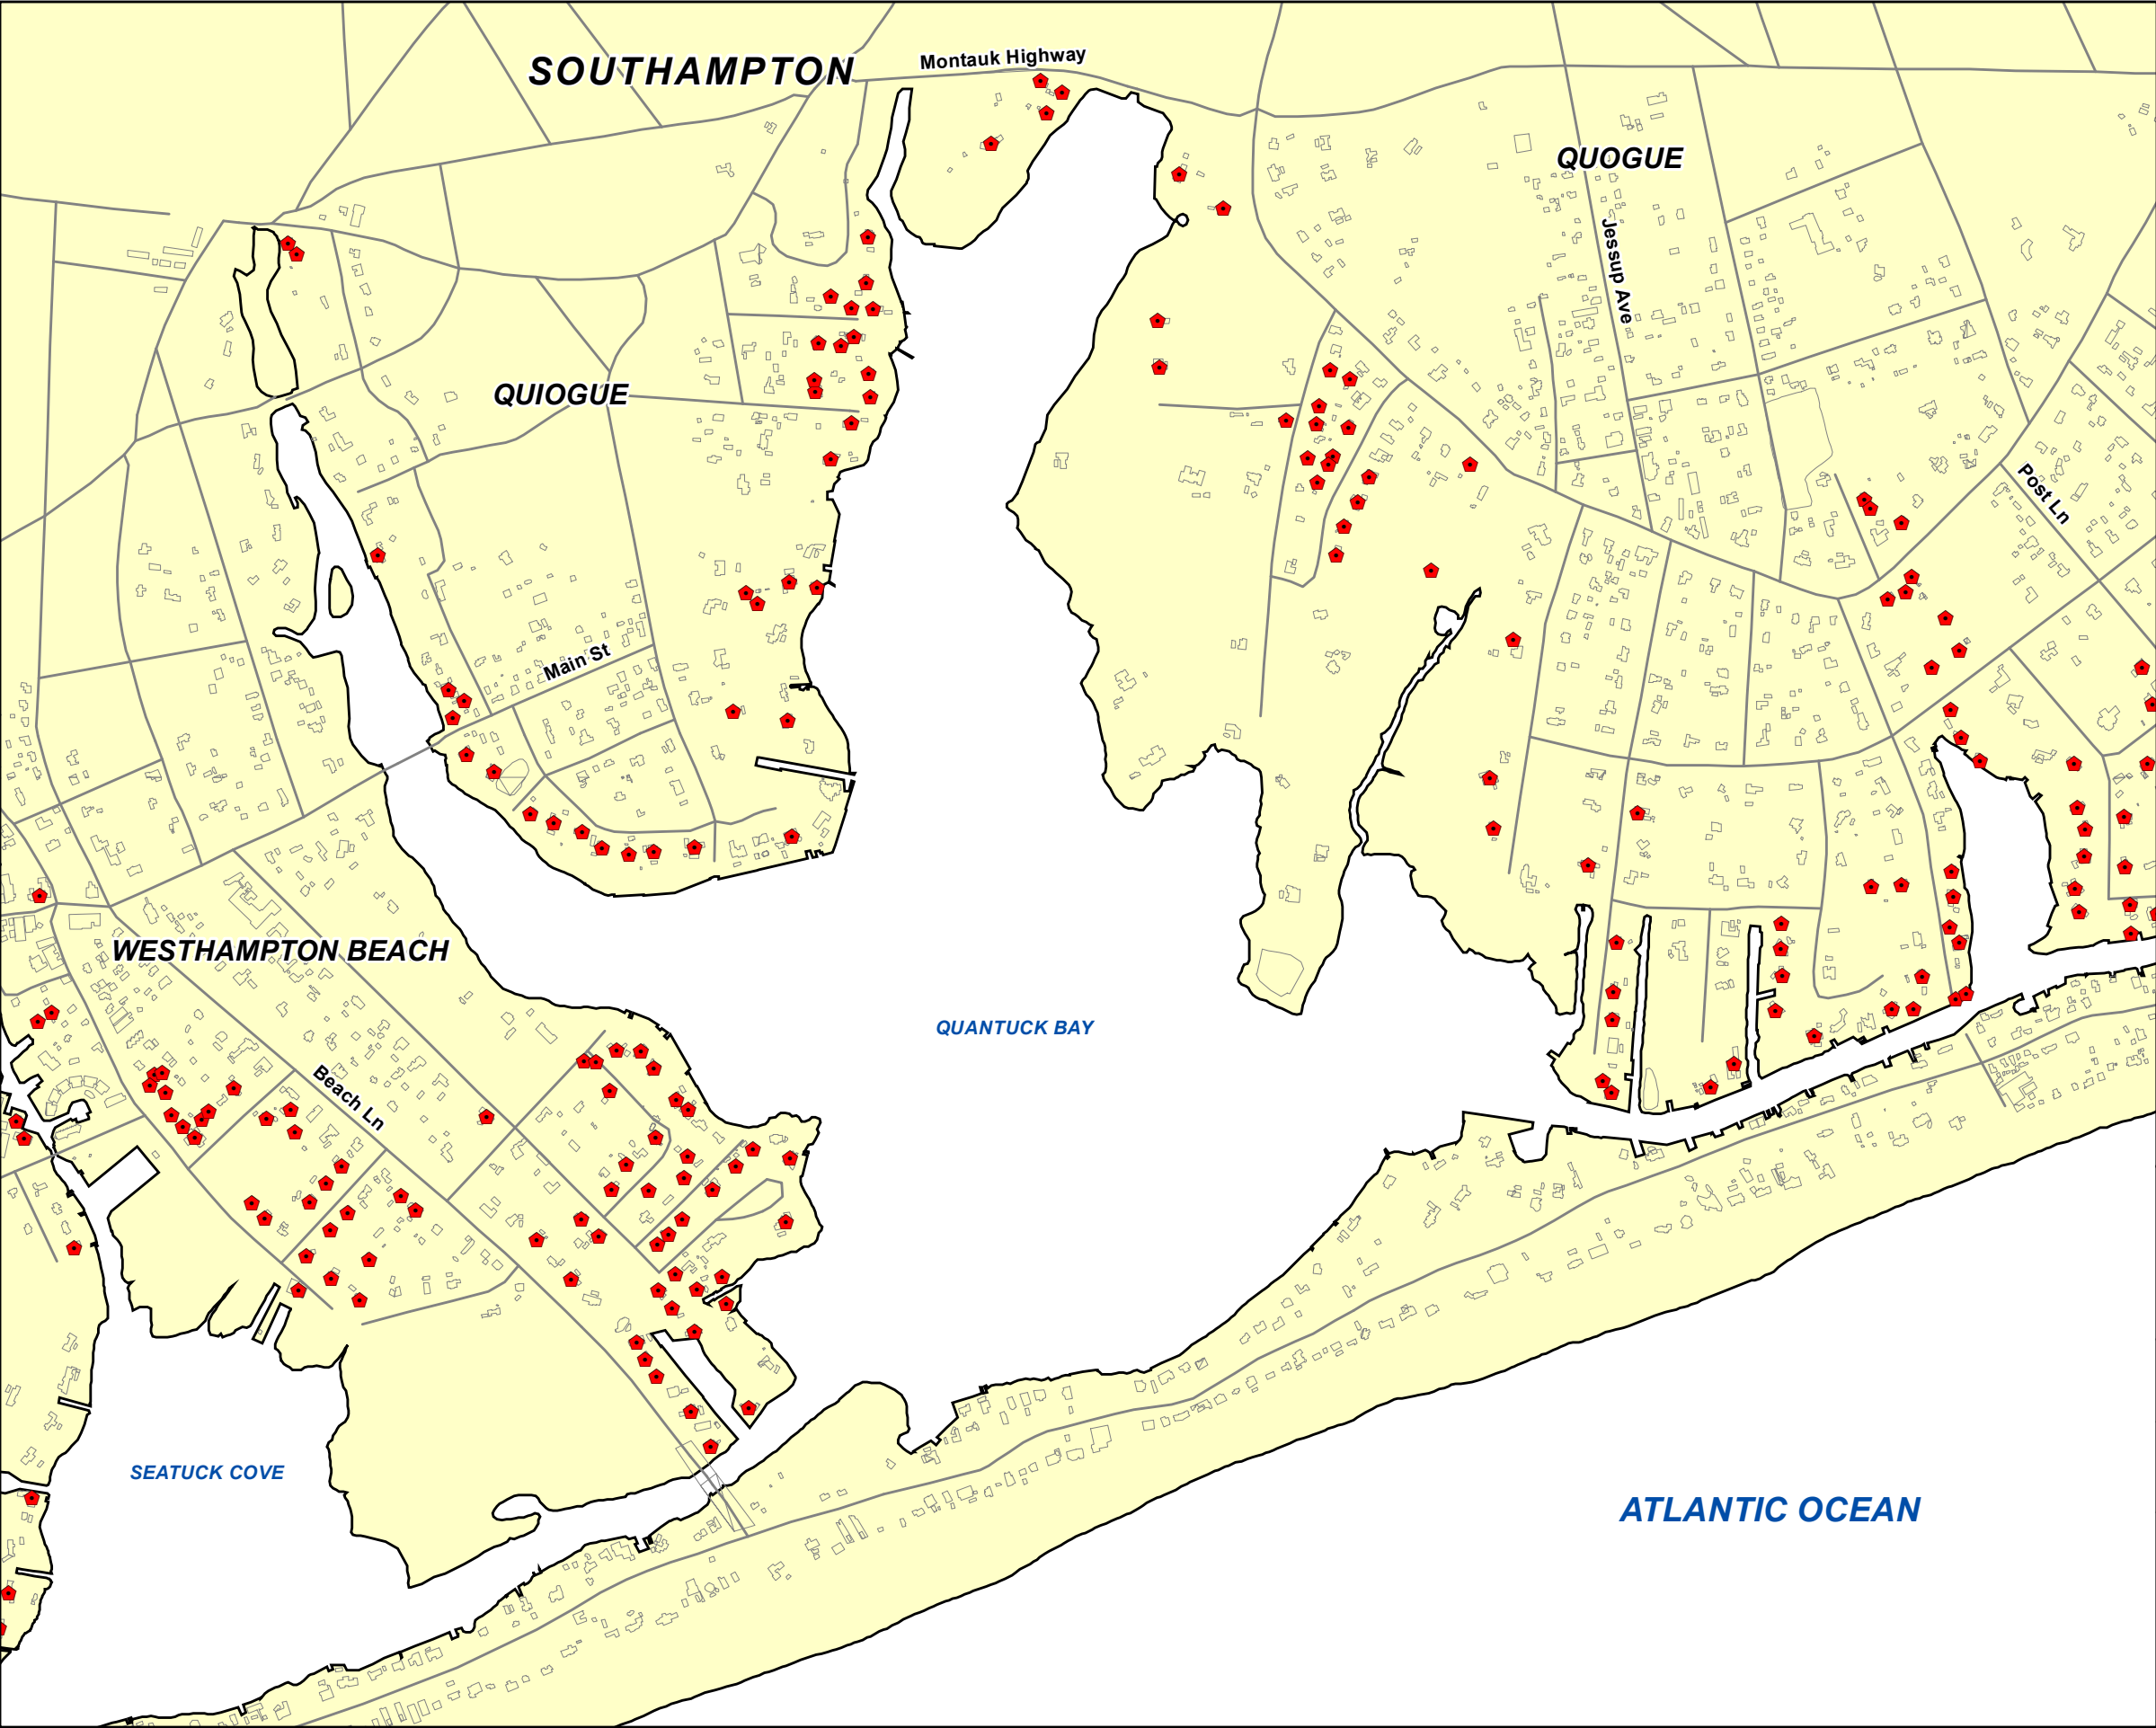 Montauk Highway
SOUTHAMPTON
QUOGUE
Jessup Ave
QUIOGUE
Post Ln
Main St
WESTHAMPTON BEACH
QUANTUCK BAY
Beach Ln
SEATUCK COVE
ATLANTIC OCEAN